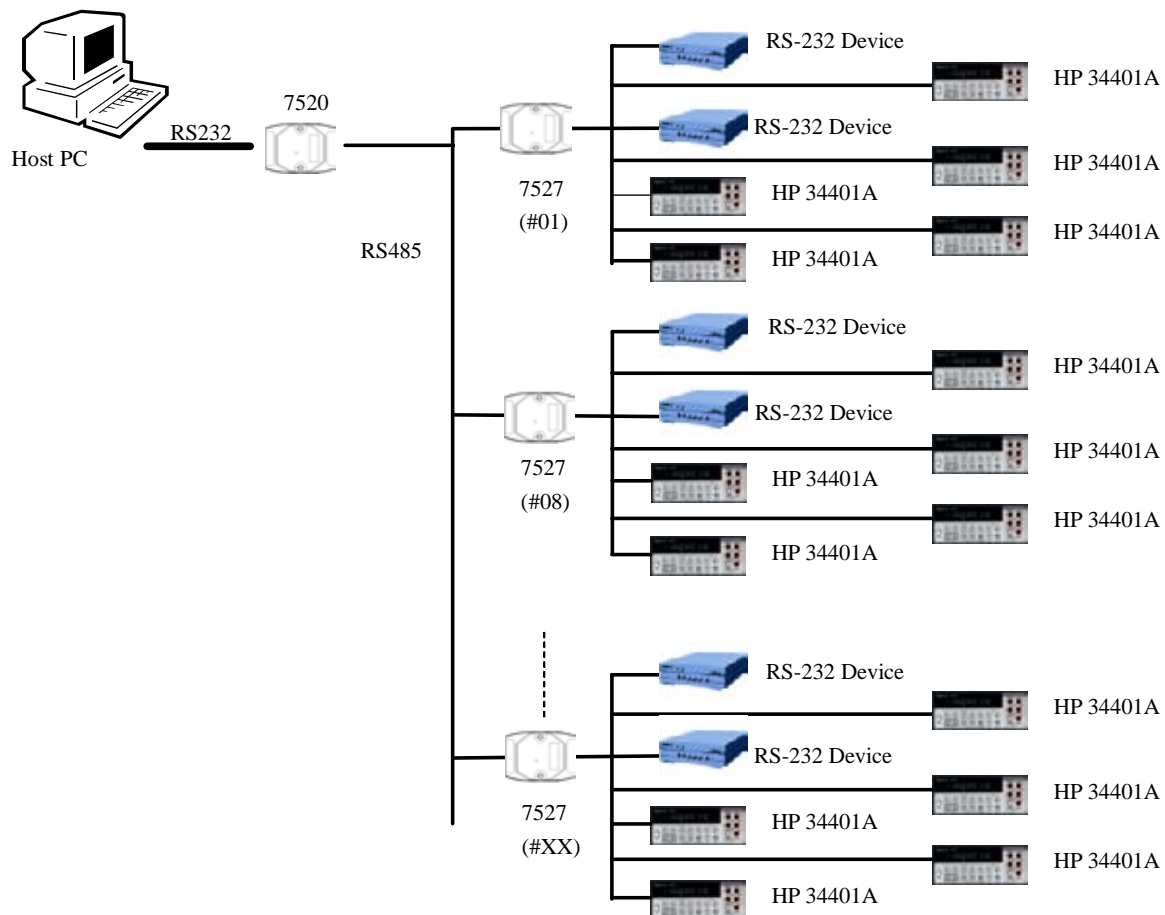 RS-232 Device
HP 34401A
7520
RS232
Host PC
RS-232 Device
HP 34401A
7527
(#01)
HP 34401A
HP 34401A
RS485
HP 34401A
RS-232 Device
HP 34401A
RS-232 Device
HP 34401A
7527
(#08)
HP 34401A
HP 34401A
HP 34401A
RS-232 Device
HP 34401A
RS-232 Device
HP 34401A
7527
(#XX)
HP 34401A
HP 34401A
HP 34401A